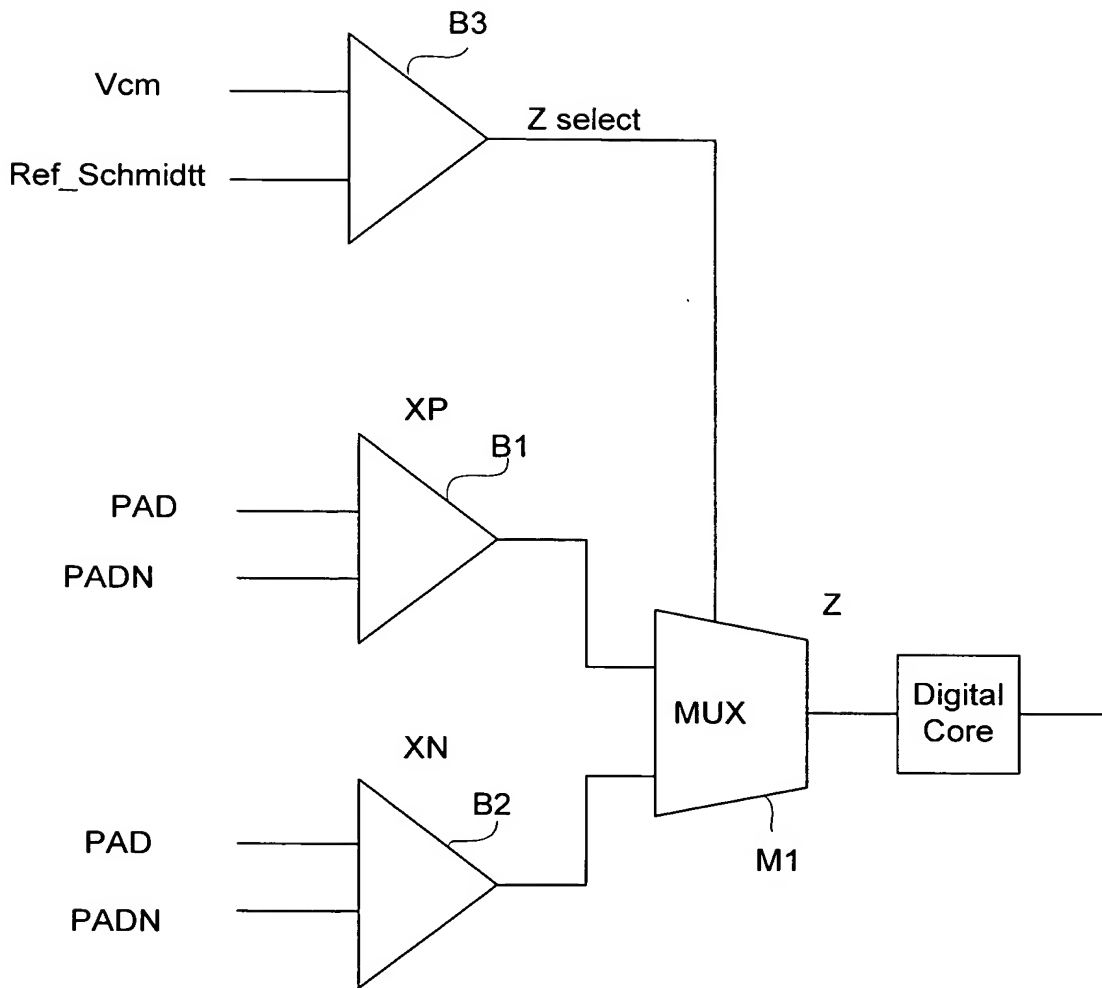 B3
Vcm
Z select
Ref_Schmidtt
XP
B1
PAD
PADN
Z
MUX
Digital
Core
XN
B2
PAD
M1
PADN